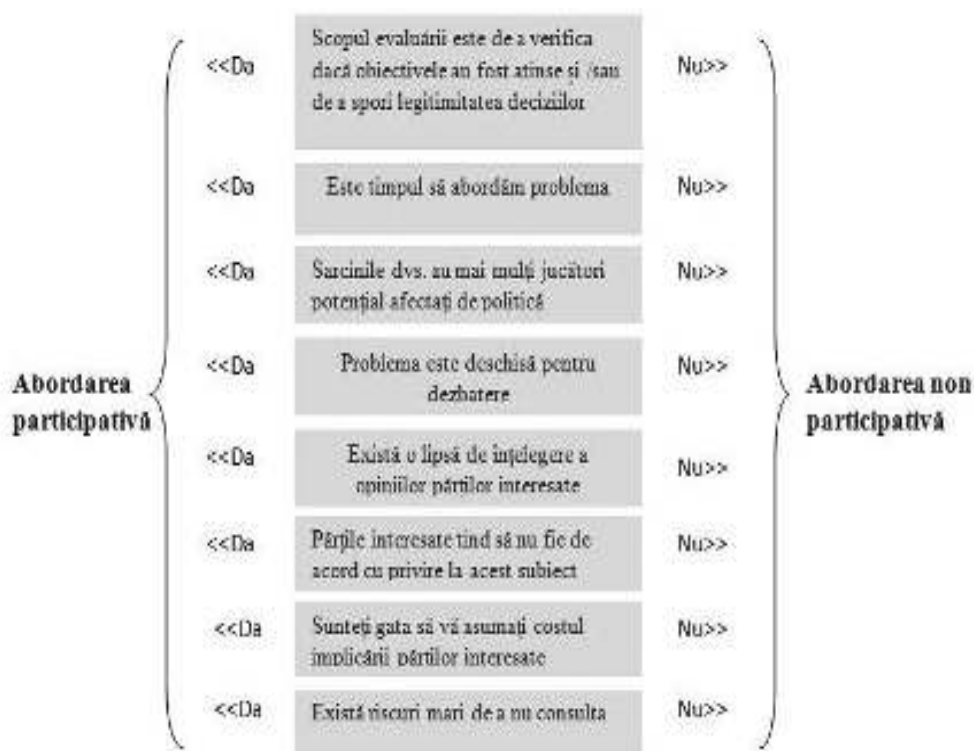 <<Da
Scopul evaluării este de a verifica
dacă obiectivele au fost atinse și /sau
de a spori legitimitatea deciziilor
Nu>>
<<Da
Este timpul să abordăm problema
Nu>>
<<Da
Sarcinile dvs. au mai mulți jucători
potențial afectați de politică
Nu>>
Abordarea
participativă
<<Da
Problema este deschisă pentru
dezbatere
Nu>>
Abordarea non
participativă
<<Da
Există o lipsă de înțelegere a
opiniilor părților interesate
Nu>>
<<Da
Părțile interesate tind să nu fie de
acord cu privire la acest subiect
Nu>>
<<Da
Sunteți gata să vă asumați costul
implicării părților interesate
Nu>>
<<Da
Există riscuri mari de a nu consulta
Nu>>